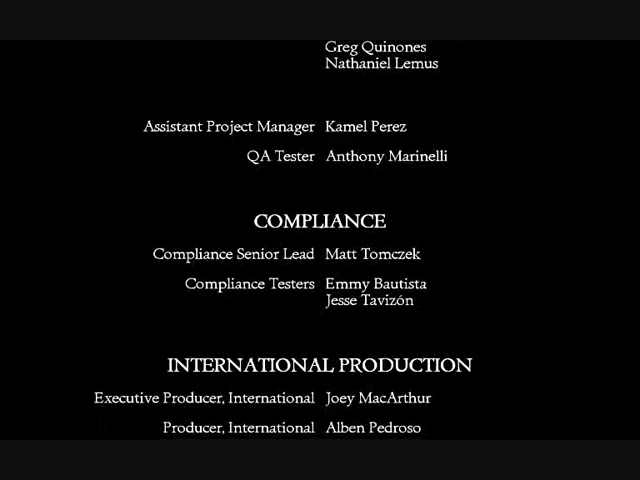 Greg Quinones
Nathaniel Lemus
Assistant Project Manager Kamel Perez
QA Tester Anthony Marinelli
COMPLIANCE
Compliance Senior Lead Matt Tomczek
Compliance Testers Emmy Bautista
Jesse Tavizón
INTERNATIONAL PRODUCTION
Executive Producer, International Joey MacArthur
Producer, International Alben Pedroso